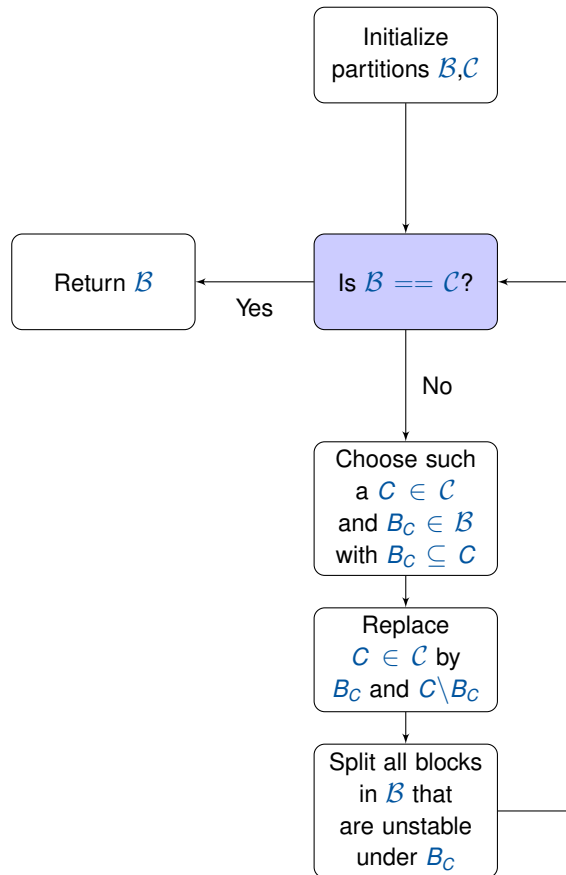 Initialize
partitions ℬ,𝒞
Return ℬ
Is ℬ == 𝒞?
Yes
No
Choose such
a C ∈ 𝒞
and B_C ∈ ℬ
with B_C ⊆ C
Replace
C ∈ 𝒞 by
B_C and C\B_C
Split all blocks
in ℬ that
are unstable
under B_C